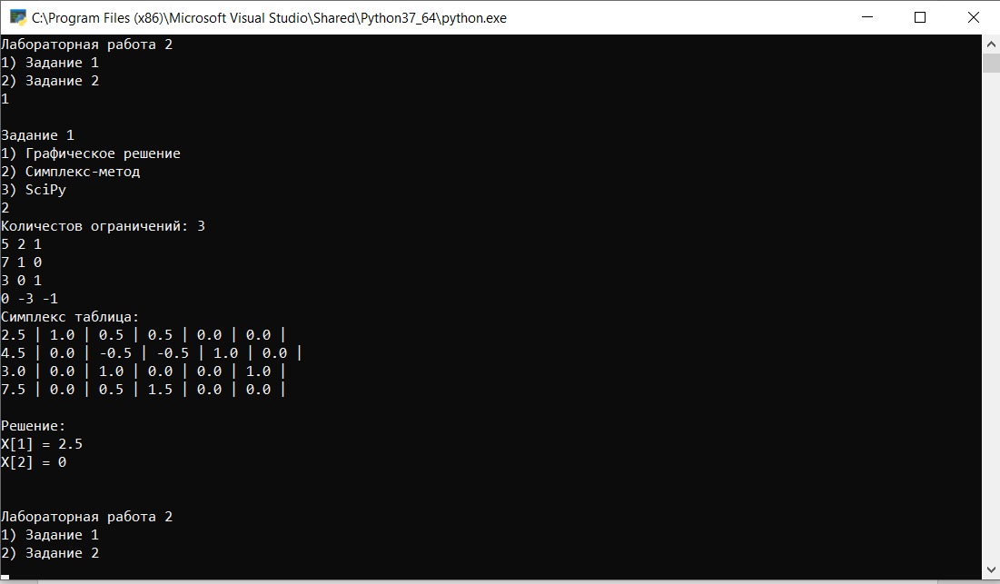 C:\Program Files (x86)\Microsoft Visual Studio\Shared\Python37_64\python.exe
Лабораторная работа 2
1) Задание 1
2) Задание 2
1
Задание 1
1) Графическое решение
2) Симплекс-метод
3) SciPy
2
Количестов ограничений: 3
5 2 1
7 1 0
3 0 1
0 -3 -1
Симплекс таблица:
2.5 | 1.0 | 0.5 | 0.5 | 0.0 | 0.0 |
4.5 | 0.0 | -0.5 | -0.5 | 1.0 | 0.0 |
3.0 | 0.0 | 1.0 | 0.0 | 0.0 | 1.0 |
7.5 | 0.0 | 0.5 | 1.5 | 0.0 | 0.0 |
Решение:
X[1] = 2.5
X[2] = 0
Лабораторная работа 2
1) Задание 1
2) Задание 2